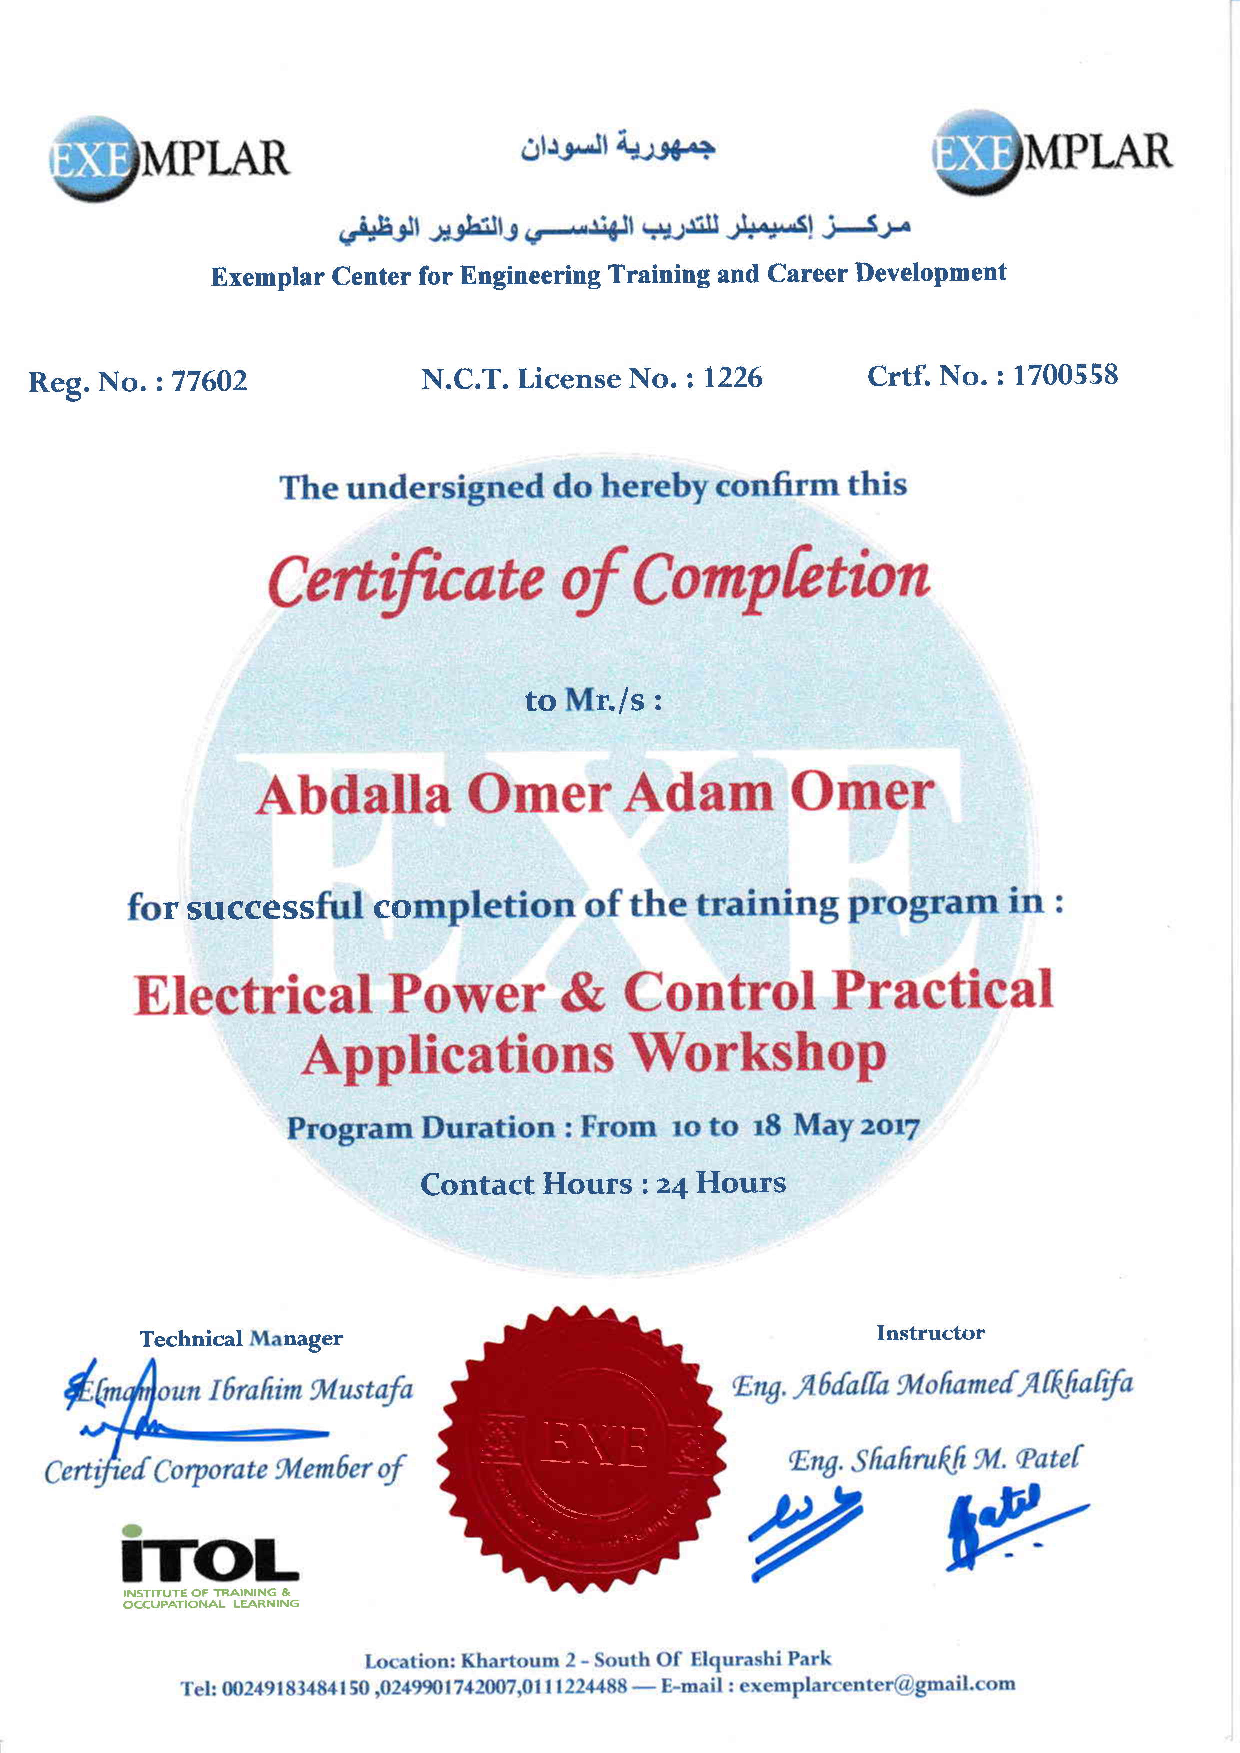 EXEMPLAR
جمهورية السودان
EXEMPLAR
مركــز إكسيمبلر للتدريب الهندســي والتطوير الوظيفي
Exemplar Center for Engineering Training and Career Development
Reg. No. : 77602 N.C.T. License No. : 1226 Crtf. No. : 1700558
The undersigned do hereby confirm this
Certificate of Completion
to Mr./s :
EXE
Abdalla Omer Adam Omer
for successful completion of the training program in :
Electrical Power & Control Practical
Applications Workshop
Program Duration : From 10 to 18 May 2017
Contact Hours : 24 Hours
Technical Manager
Elmamoun Ibrahim Mustafa
Certified Corporate Member of
iTOL
INSTITUTE OF TRAINING &
OCCUPATIONAL LEARNING
EXE
Instructor
Eng. Abdalla Mohamed Alkhalifa
Eng. Shahrukh M. Patel
Patel
Location: Khartoum 2 - South Of Elqurashi Park
Tel: 00249183484150 ,0249901742007,0111224488 — E-mail : exemplarcenter@gmail.com